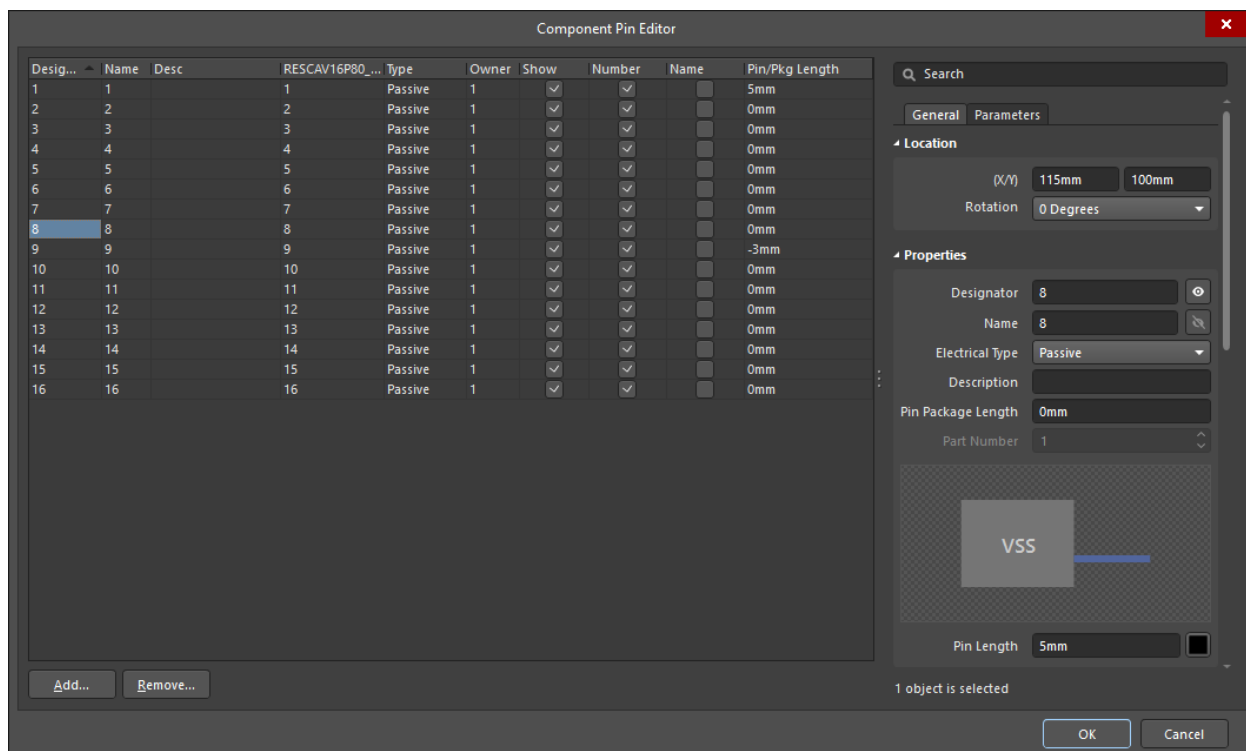 Component Pin Editor
Desig... Name Desc RESCAV16P80_... Type Owner Show Number Name Pin/Pkg Length
1 1 1 Passive 1 5mm
2 2 2 Passive 1 0mm
3 3 3 Passive 1 0mm
4 4 4 Passive 1 0mm
5 5 5 Passive 1 0mm
6 6 6 Passive 1 0mm
7 7 7 Passive 1 0mm
8 8 8 Passive 1 0mm
9 9 9 Passive 1 -3mm
10 10 10 Passive 1 0mm
11 11 11 Passive 1 0mm
12 12 12 Passive 1 0mm
13 13 13 Passive 1 0mm
14 14 14 Passive 1 0mm
15 15 15 Passive 1 0mm
16 16 16 Passive 1 0mm
Add... Remove...
Search
General Parameters
Location
(X/Y) 115mm 100mm
Rotation 0 Degrees
Properties
Designator 8
Name 8
Electrical Type Passive
Description
Pin Package Length 0mm
Part Number 1
VSS
Pin Length 5mm
1 object is selected
OK Cancel